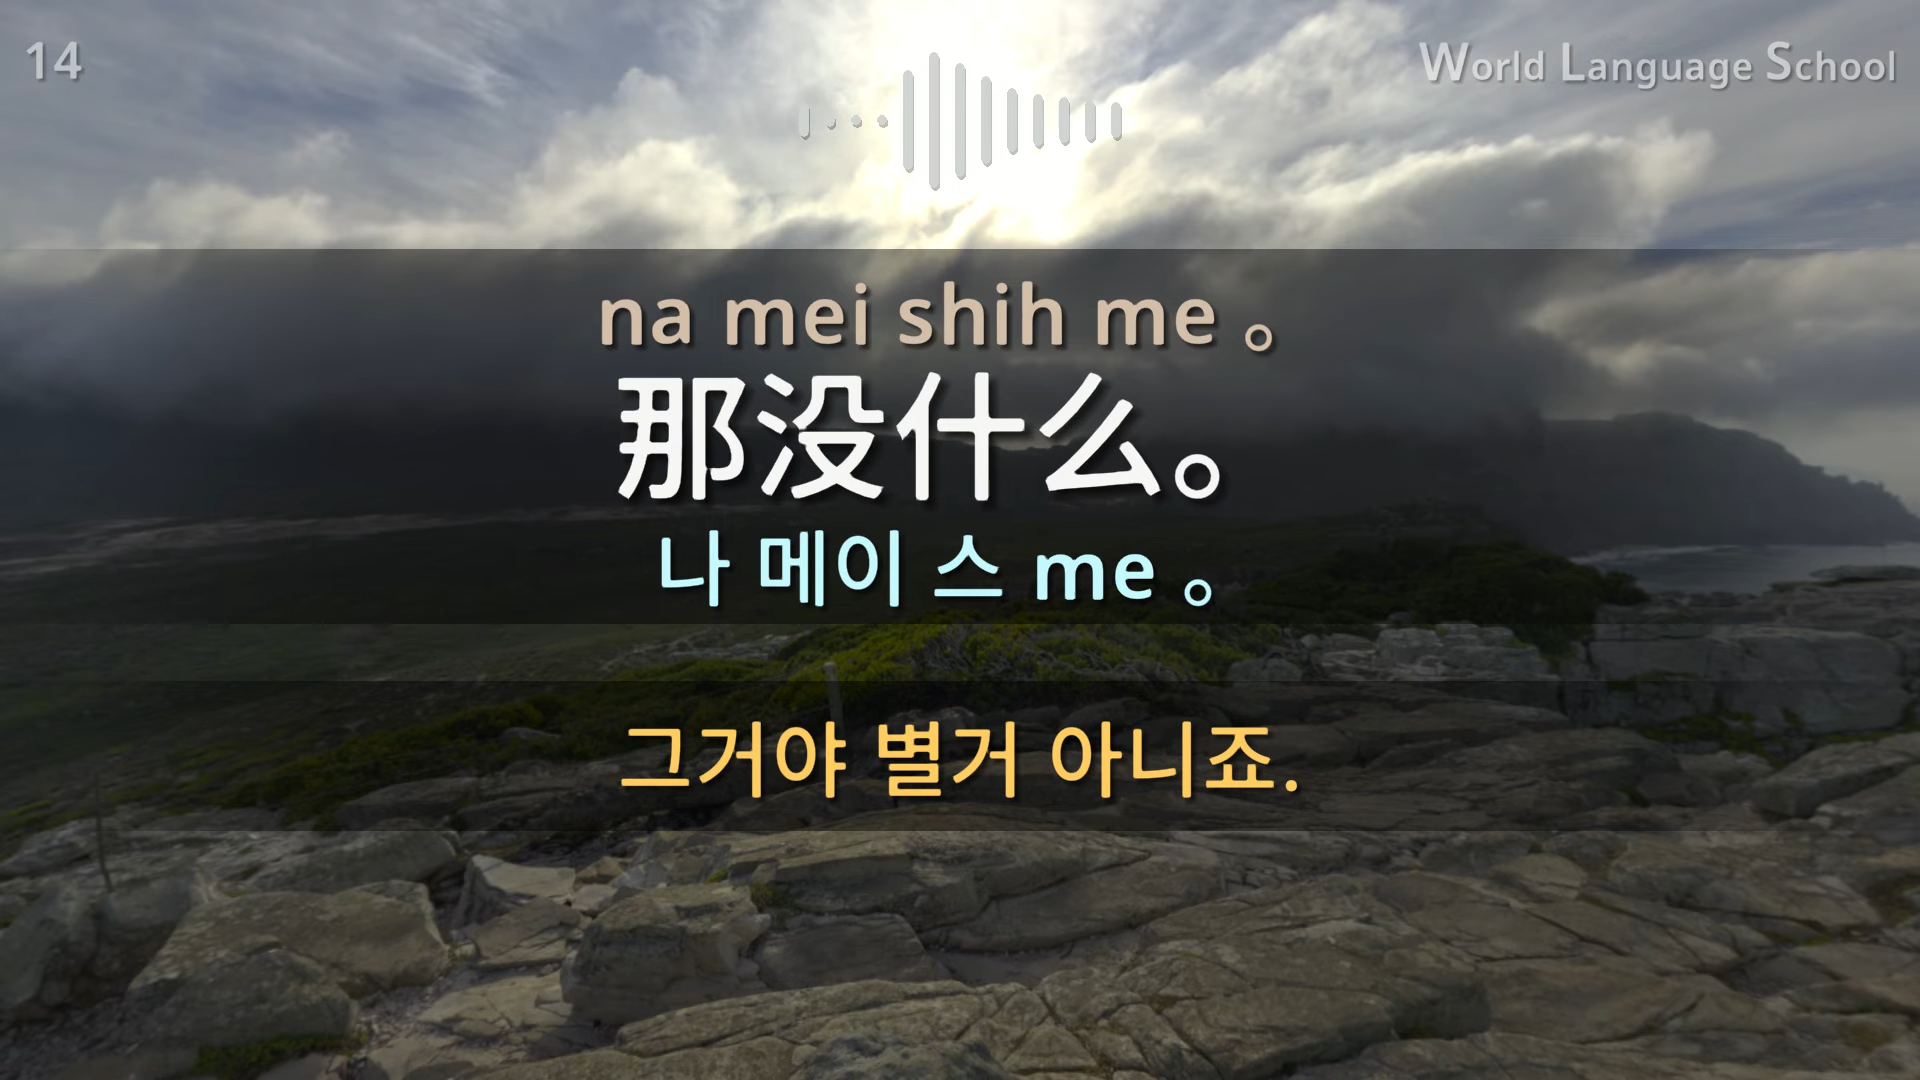 14
World Language School
na mei shih me 。
那没什么。
나 메이 스 me 。
그거야 별거 아니죠.